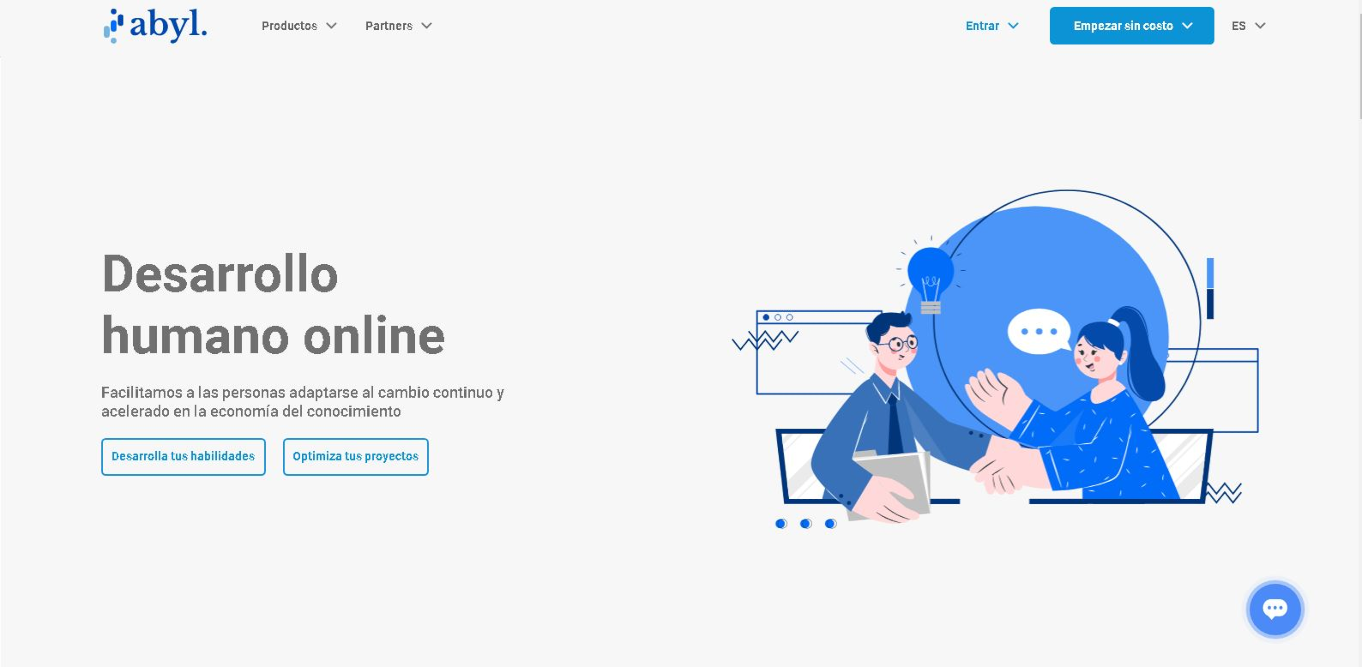 abyl.
Productos
Partners
Entrar
Empezar sin costo
ES
Desarrollo
humano online
Facilitamos a las personas adaptarse al cambio continuo y
acelerado en la economía del conocimiento
Desarrolla tus habilidades
Optimiza tus proyectos